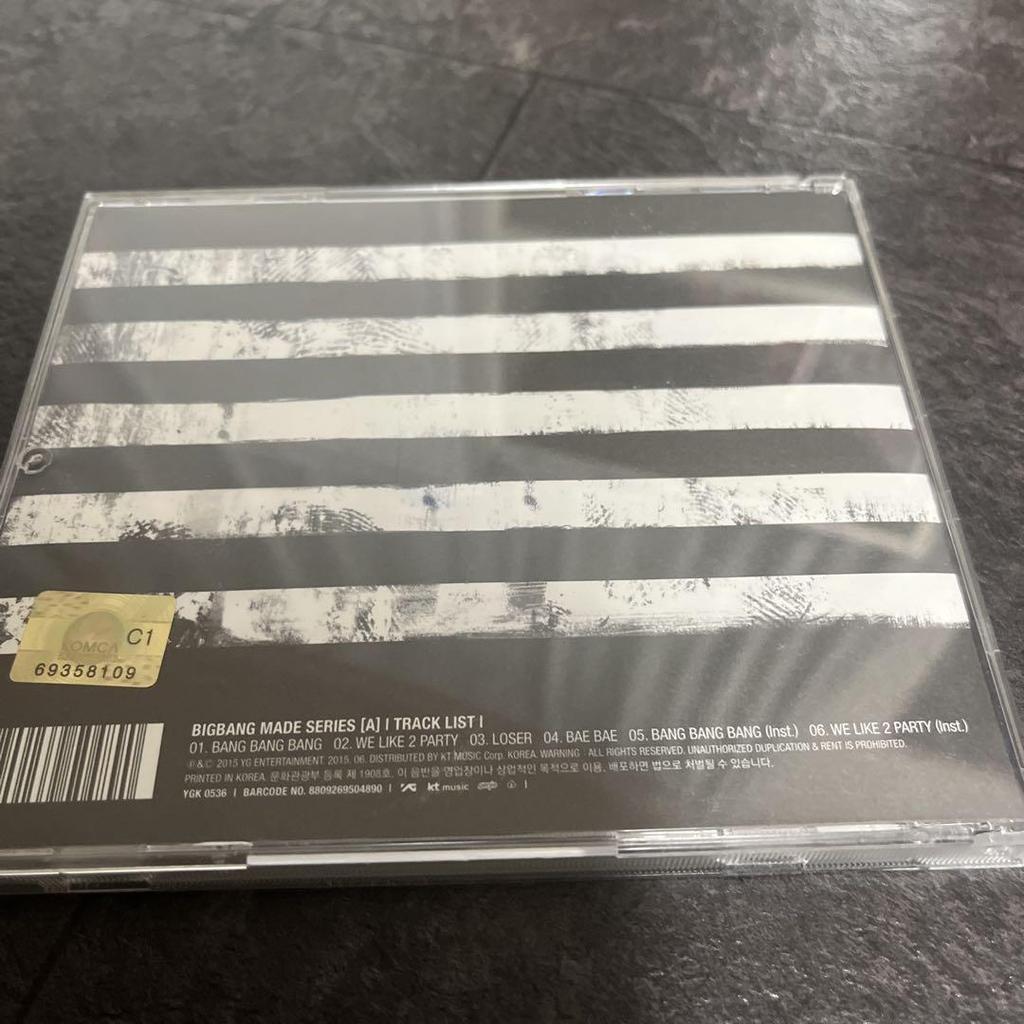 KOMCA C1
69358109
BIGBANG MADE SERIES [A] I TRACK LIST I
01. BANG BANG BANG 02. WE LIKE 2 PARTY 03. LOSER 04. BAE BAE 05. BANG BANG BANG (Inst.) 06. WE LIKE 2 PARTY (Inst.)
℗&© 2015 YG ENTERTAINMENT 2015. 06. DISTRIBUTED BY KT MUSIC Corp. KOREA. WARNING : ALL RIGHTS RESERVED. UNAUTHORIZED DUPLICATION & RENT IS PROHIBITED.
PRINTED IN KOREA. 문화관광부 등록 제 1908호. 이 음반을 영업장이나 상업적인 목적으로 이용, 배포하면 법으로 처벌될 수 있습니다.
YGK 0536 I BARCODE NO. 8809269504890 I YG kt music